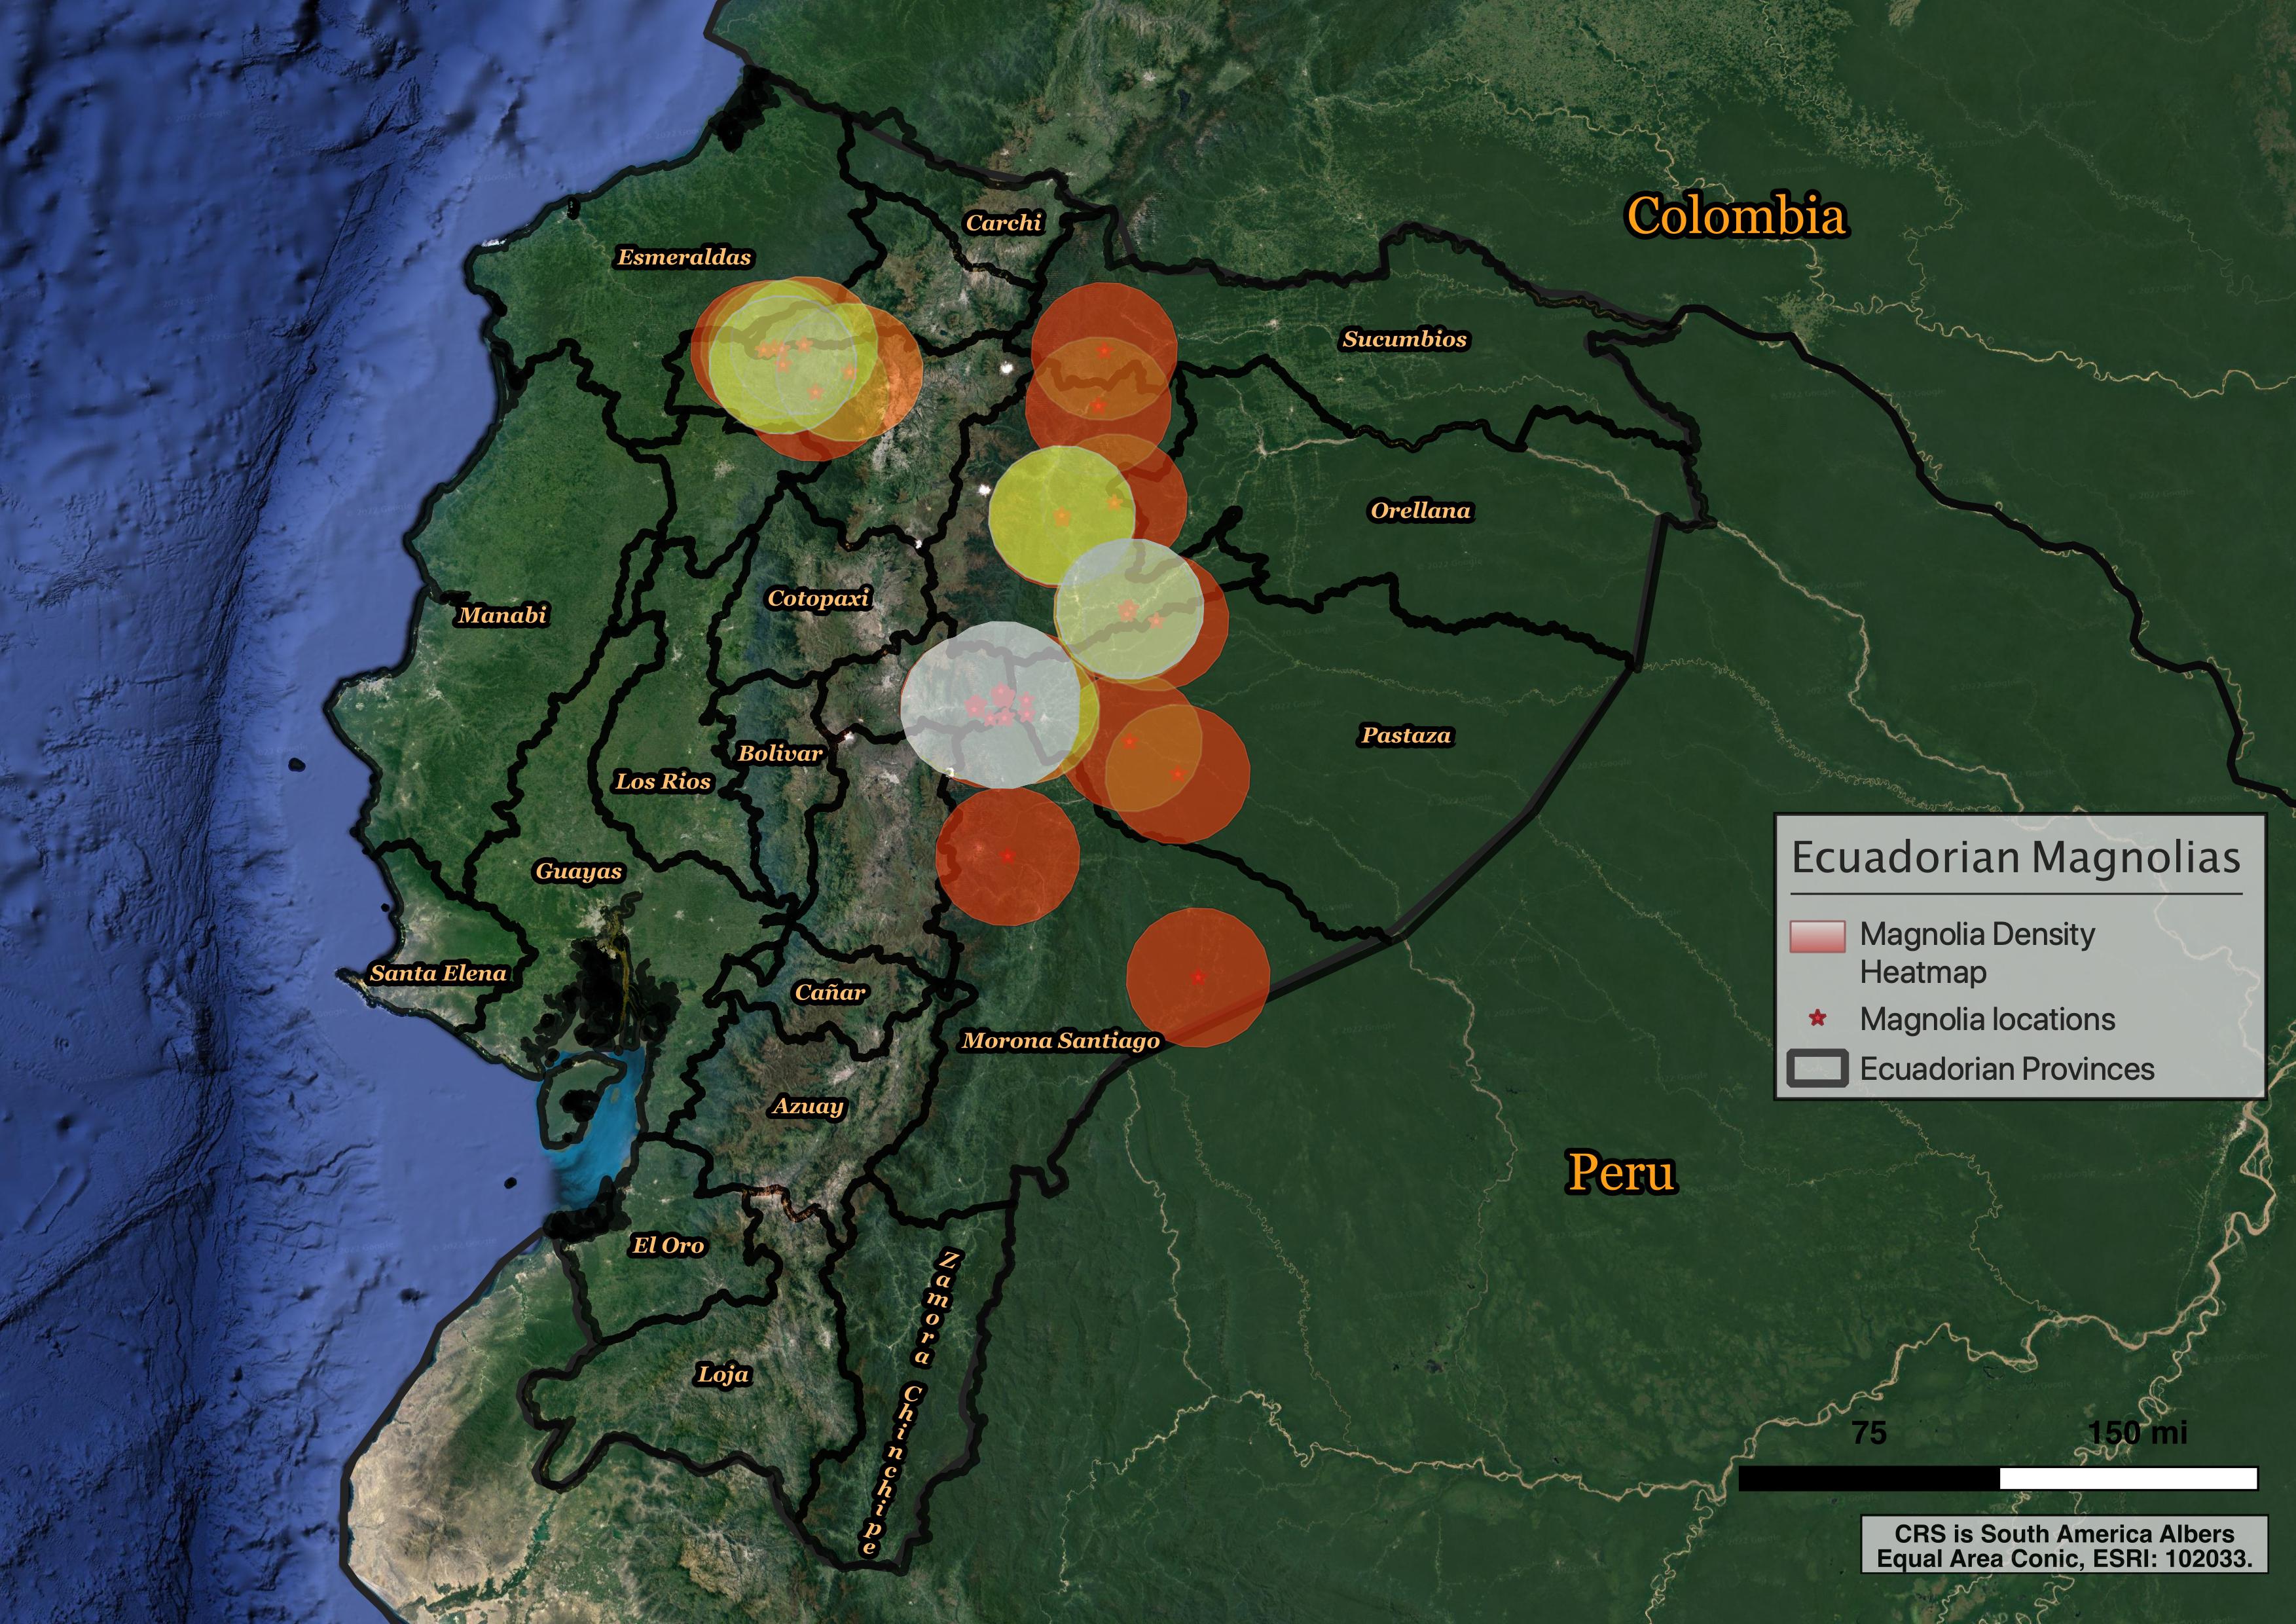 Colombia
Carchi
Esmeraldas
Sucumbios
Orellana
Cotopaxi
Manabi
Pastaza
Bolivar
Los Rios
Guayas
Santa Elena
Cañar
Morona Santiago
Azuay
Peru
El Oro
Zamora Chinchipe
Loja
Ecuadorian Magnolias
Magnolia Density
Heatmap
Magnolia locations
Ecuadorian Provinces
75 150 mi
CRS is South America Albers
Equal Area Conic, ESRI: 102033.